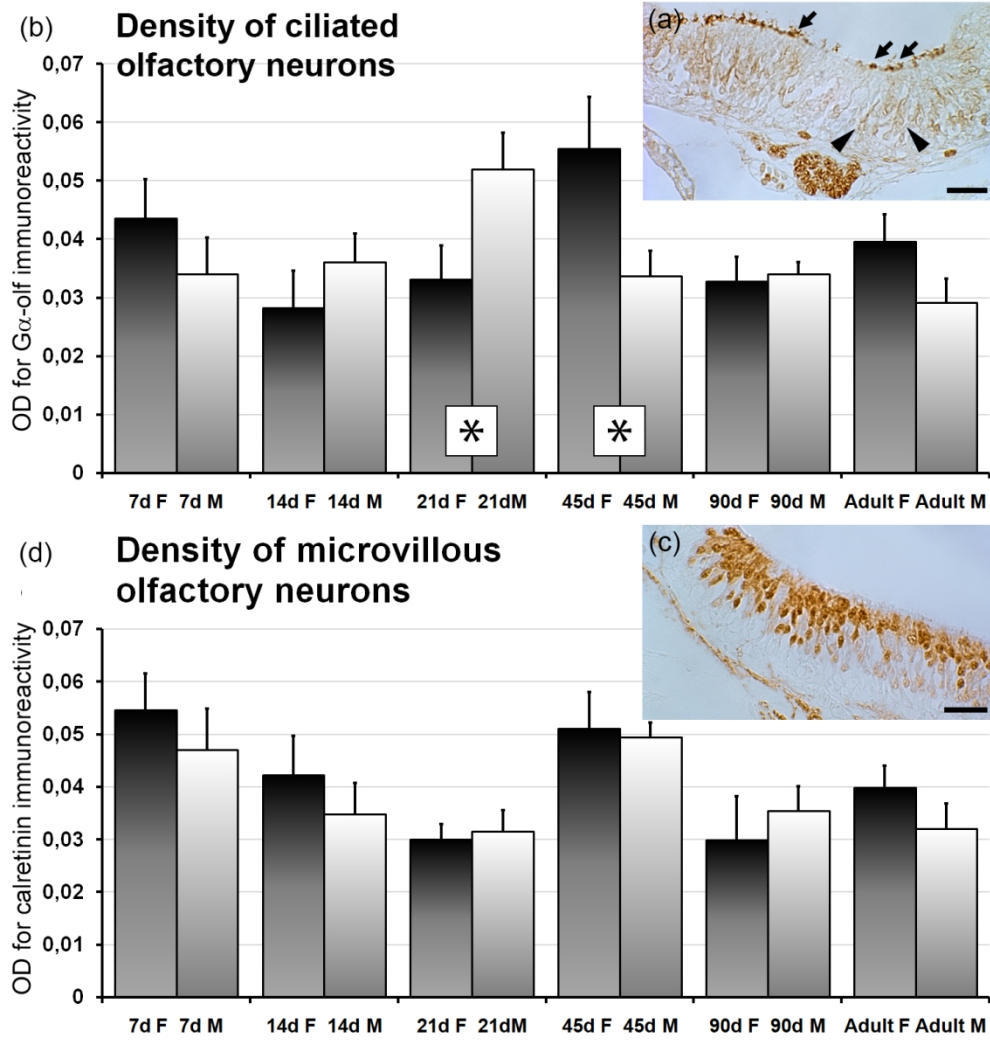 (b)
Density of ciliated
olfactory neurons
(a)
OD for Gα-olf immunoreactivity
0,07
0,06
0,05
0,04
0,03
0,02
0,01
0
*
*
7d F 7d M 14d F 14d M 21d F 21dM 45d F 45d M 90d F 90d M Adult F Adult M
(d)
Density of microvillous
olfactory neurons
(c)
OD for calretinin immunoreactivity
0,07
0,06
0,05
0,04
0,03
0,02
0,01
0
7d F 7d M 14d F 14d M 21d F 21dM 45d F 45d M 90d F 90d M Adult F Adult M